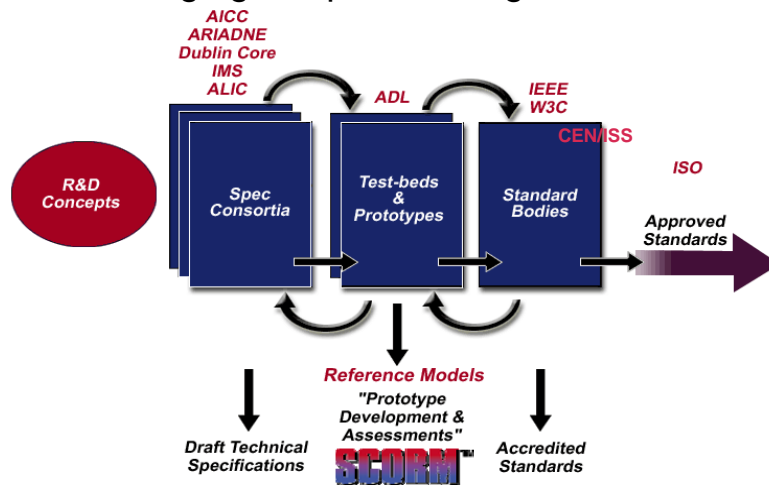 AICC
ARIADNE
Dublin Core
IMS
ALIC
ADL
IEEE
W3C
CEN/ISS
ISO
R&D
Concepts
Spec
Consortia
Test-beds
&
Prototypes
Standard
Bodies
Approved
Standards
Reference Models
"Prototype
Development &
Assessments"
SCORM™
Draft Technical
Specifications
Accredited
Standards